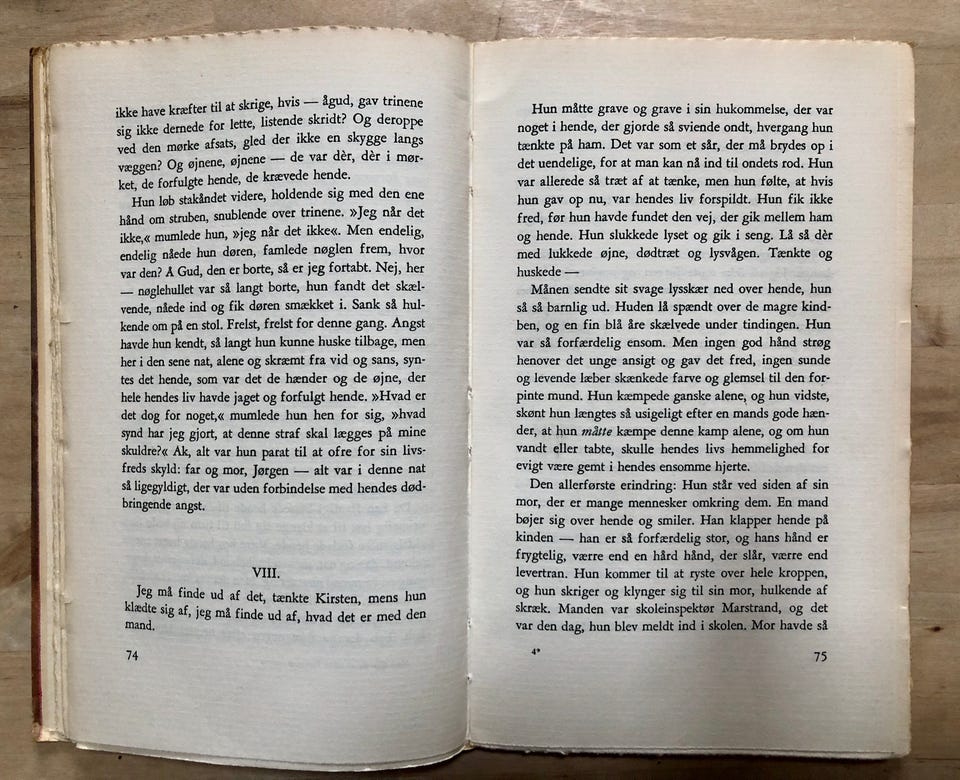 ikke have kræfter til at skrige, hvis — ågud, gav trinene
sig ikke dernede for lette, listende skridt? Og deroppe
ved den mørke afsats, gled der ikke en skygge langs
væggen? Og øjnene, øjnene — de var dèr, dèr i mør-
ket, de forfulgte hende, de krævede hende.
Hun løb stakåndet videre, holdende sig med den ene
hånd om struben, snublende over trinene. »Jeg når det
ikke,« mumlede hun, »jeg når det ikke«. Men endelig,
endelig nåede hun døren, famlede nøglen frem, hvor
var den? A Gud, den er borte, så er jeg fortabt. Nej, her
— nøglehullet var så langt borte, hun fandt det skæl-
vende, nåede ind og fik døren smækket i. Sank så hul-
kende om på en stol. Frelst, frelst for denne gang. Angst
havde hun kendt, så langt hun kunne huske tilbage, men
her i den sene nat, alene og skræmt fra vid og sans, syn-
tes det hende, som var det de hænder og de øjne, der
hele hendes liv havde jaget og forfulgt hende. »Hvad er
det dog for noget,« mumlede hun hen for sig, »hvad
synd har jeg gjort, at denne straf skal lægges på mine
skuldre?« Ak, alt var hun parat til at ofre for sin livs-
freds skyld: far og mor, Jørgen — alt var i denne nat
så ligegyldigt, der var uden forbindelse med hendes død-
bringende angst.
VIII.
Jeg må finde ud af det, tænkte Kirsten, mens hun
klædte sig af, jeg må finde ud af, hvad det er med den
mand.
74
Hun måtte grave og grave i sin hukommelse, der var
noget i hende, der gjorde så sviende ondt, hvergang hun
tænkte på ham. Det var som et sår, der må brydes op i
det uendelige, for at man kan nå ind til ondets rod. Hun
var allerede så træt af at tænke, men hun følte, at hvis
hun gav op nu, var hendes liv forspildt. Hun fik ikke
fred, før hun havde fundet den vej, der gik mellem ham
og hende. Hun slukkede lyset og gik i seng. Lå så dèr
med lukkede øjne, dødtræt og lysvågen. Tænkte og
huskede —
Månen sendte sit svage lysskær ned over hende, hun
så så barnlig ud. Huden lå spændt over de magre kind-
ben, og en fin blå åre skælvede under tindingen. Hun
var så forfærdelig ensom. Men ingen god hånd strøg
henover det unge ansigt og gav det fred, ingen sunde
og levende læber skænkede farve og glemsel til den for-
pinte mund. Hun kæmpede ganske alene, og hun vidste,
skønt hun længtes så usigeligt efter en mands gode hæn-
der, at hun måtte kæmpe denne kamp alene, og om hun
vandt eller tabte, skulle hendes livs hemmelighed for
evigt være gemt i hendes ensomme hjerte.
Den allerførste erindring: Hun står ved siden af sin
mor, der er mange mennesker omkring dem. En mand
bøjer sig over hende og smiler. Han klapper hende på
kinden — han er så forfærdelig stor, og hans hånd er
frygtelig, værre end en hård hånd, der slår, værre end
levertran. Hun kommer til at ryste over hele kroppen,
og hun skriger og klynger sig til sin mor, hulkende af
skræk. Manden var skoleinspektør Marstrand, og det
var den dag, hun blev meldt ind i skolen. Mor havde så
4*
75